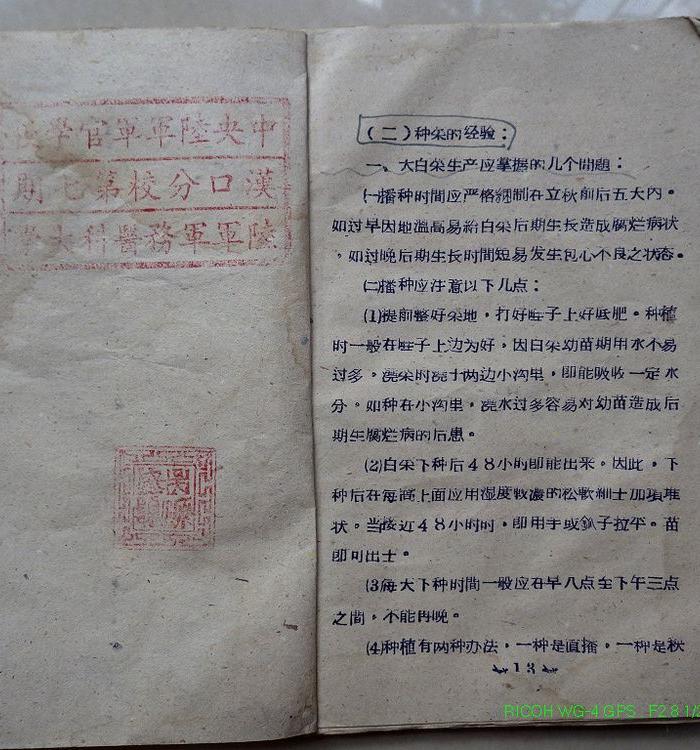 中央陸軍軍官學校
漢口分校第七期
陸軍軍務醫科大學
（二）种菜的经验：
一、大白菜生产应掌握的几个問題：
㈠播种时間应严格綱制在立秋前后五大内。
如过早因地溫高易給白菜后期生长造成腐烂病状
，如过晚后期生长时間短易发生包心不良之状态。
㈡播种应注意以下几点：
⑴提前整好菜地，打好畦子上好底肥。种植
时一般在畦子上边为好，因白菜幼苗期用水不易
过多。澆菜时澆于两边小沟里，即能吸收一定水
分。如种在小沟里，澆水过多容易对幼苗造成后
期生腐烂病的后患。
⑵白菜下种后４８小时即能出来。因此，下
种后在每窩上面应用湿度較濃的松軟細土加填堆
状。当接近４８小时时，即用手或釟子拉平。苗
即可出土。
⑶每大下种时間一般应在早八点至下午三点
之間，不能再晚。
⑷种植有两种办法，一种是直播，一种是秋
13
RICOH WG-4 GPS F2.8 1/